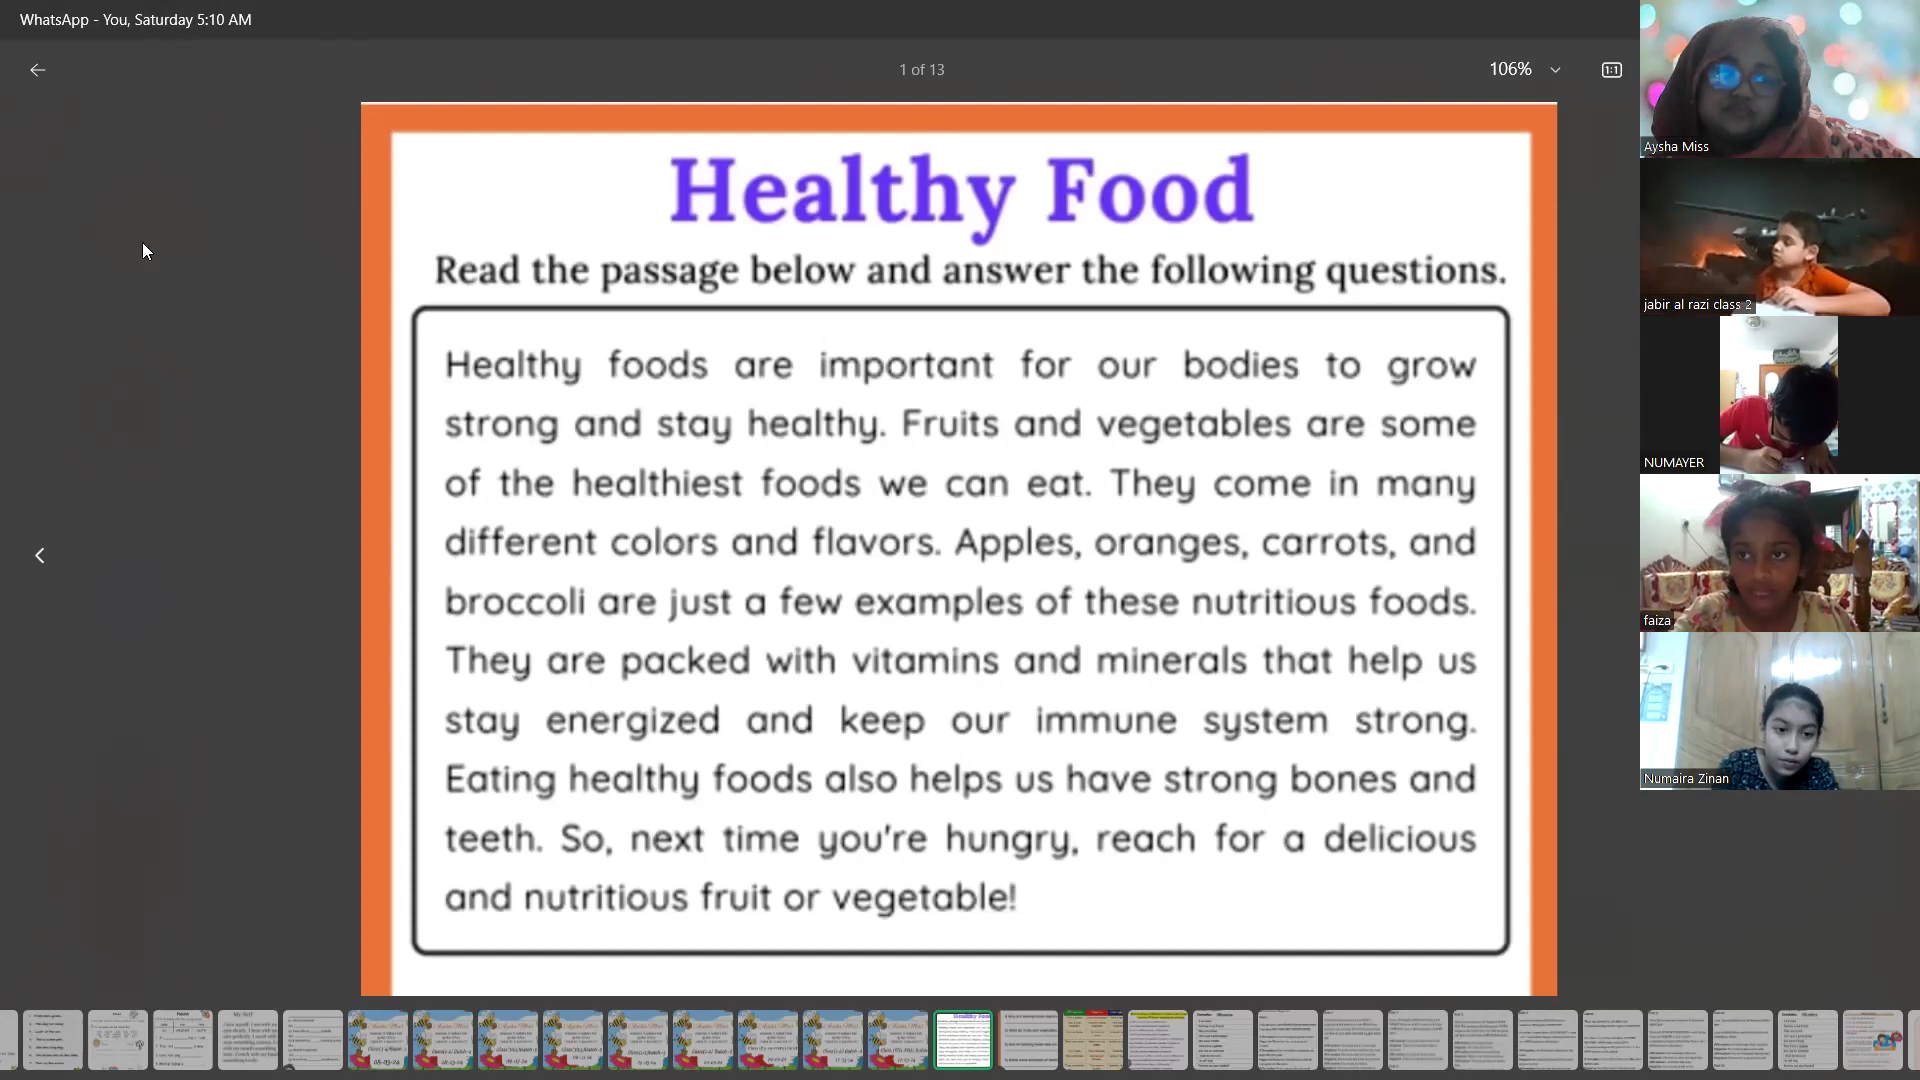 WhatsApp - You, Saturday 5:10 AM
1 of 13
106%
1:1
Healthy Food
Read the passage below and answer the following questions.
Healthy foods are important for our bodies to grow
strong and stay healthy. Fruits and vegetables are some
of the healthiest foods we can eat. They come in many
different colors and flavors. Apples, oranges, carrots, and
broccoli are just a few examples of these nutritious foods.
They are packed with vitamins and minerals that help us
stay energized and keep our immune system strong.
Eating healthy foods also helps us have strong bones and
teeth. So, next time you're hungry, reach for a delicious
and nutritious fruit or vegetable!
Aysha Miss
jabir al razi class 2
NUMAYER
faiza
Numaira Zinan